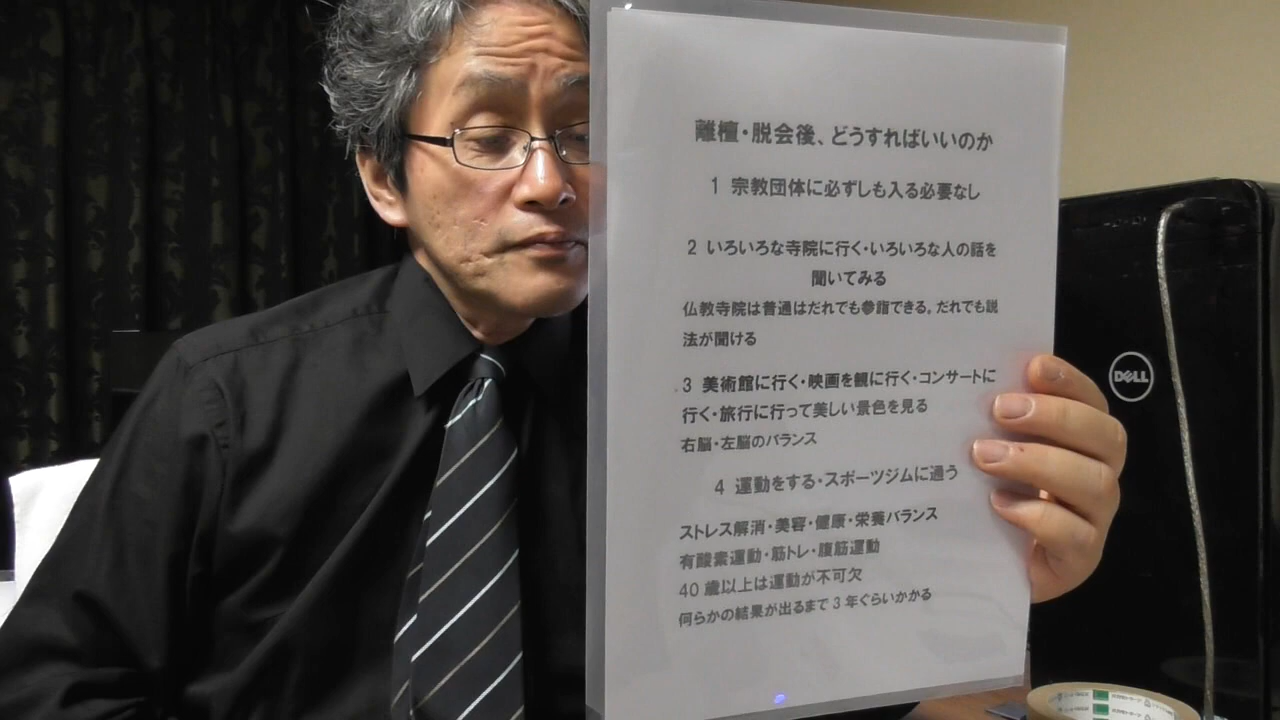 離檀・脱会後、どうすればいいのか
1 宗教団体に必ずしも入る必要なし
2 いろいろな寺院に行く・いろいろな人の話を
聞いてみる
仏教寺院は普通はだれでも参詣できる。だれでも説
法が聞ける
3 美術館に行く・映画を観に行く・コンサートに
行く・旅行に行って美しい景色を見る
右脳・左脳のバランス
4 運動をする・スポーツジムに通う
ストレス解消・美容・健康・栄養バランス
有酸素運動・筋トレ・腹筋運動
40歳以上は運動が不可欠
何らかの結果が出るまで3年ぐらいかかる
DELL